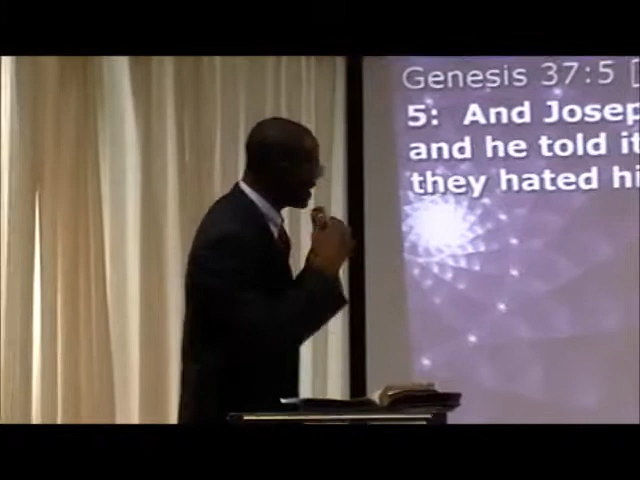 Genesis 37:5 [
5: And Josep
and he told it
they hated hi